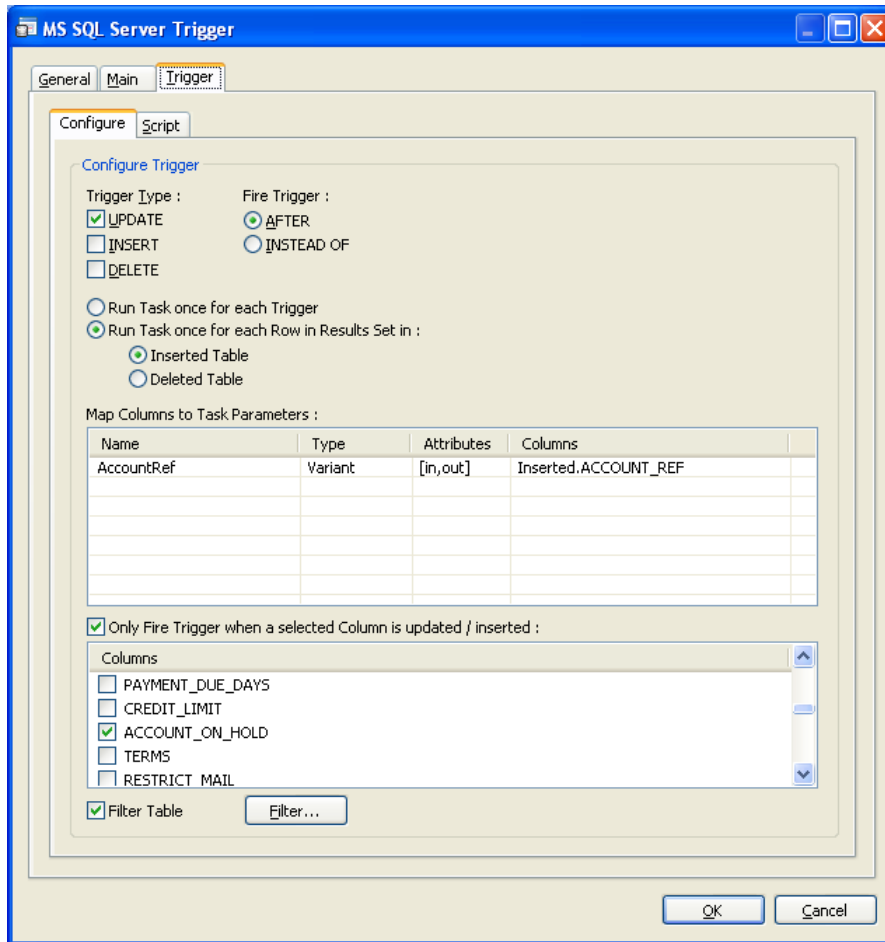 MS SQL Server Trigger
General Main Trigger
Configure Script
Configure Trigger
Trigger Type : Fire Trigger :
UPDATE AFTER
INSERT INSTEAD OF
DELETE
Run Task once for each Trigger
Run Task once for each Row in Results Set in :
Inserted Table
Deleted Table
Map Columns to Task Parameters :
Name Type Attributes Columns
AccountRef Variant [in,out] Inserted.ACCOUNT_REF
Only Fire Trigger when a selected Column is updated / inserted :
Columns
PAYMENT_DUE_DAYS
CREDIT_LIMIT
ACCOUNT_ON_HOLD
TERMS
RESTRICT_MAIL
Filter Table Filter...
OK Cancel